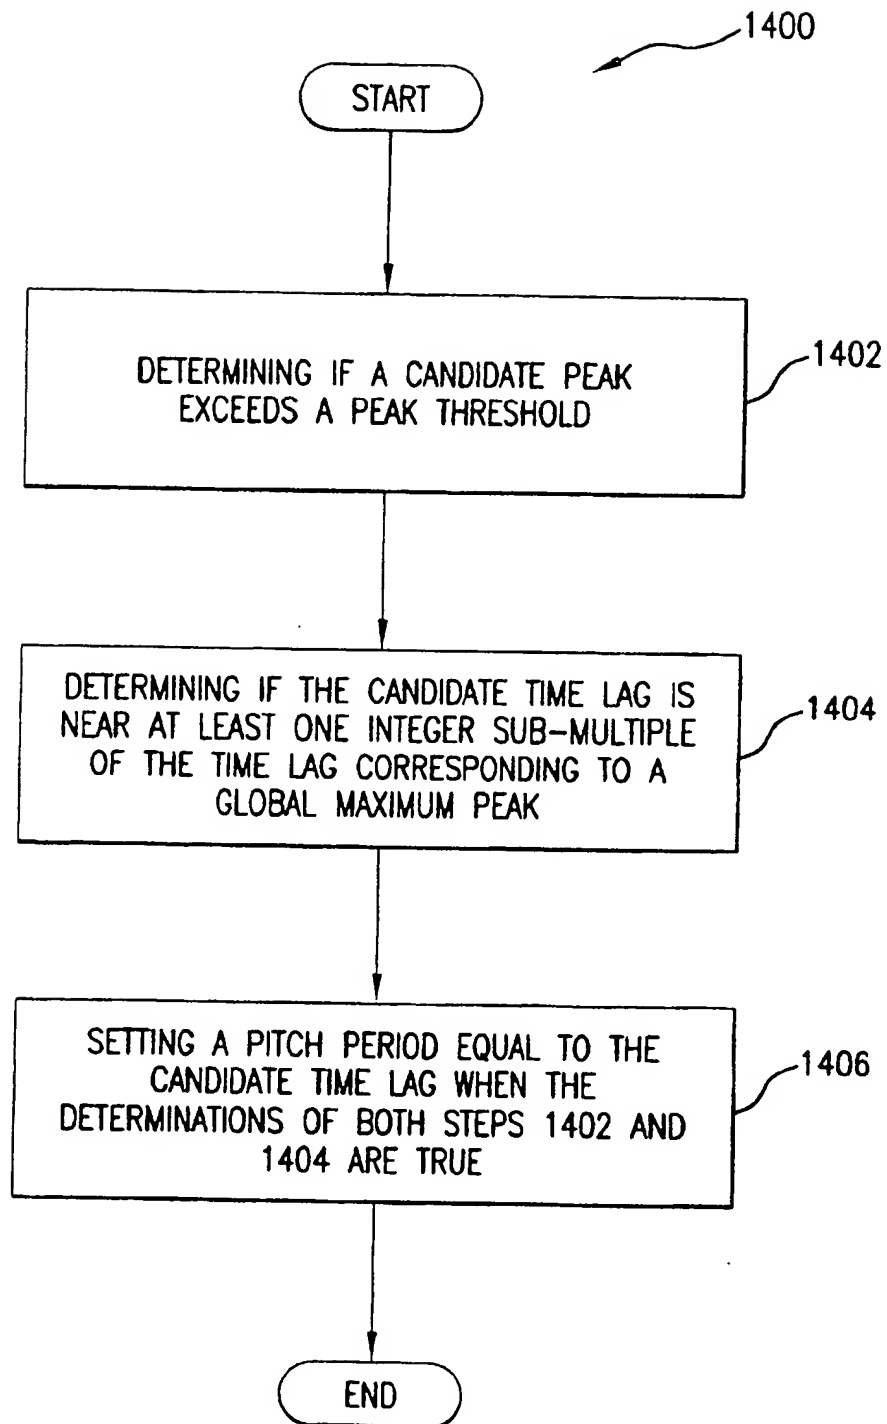 1400
START
DETERMINING IF A CANDIDATE PEAK
EXCEEDS A PEAK THRESHOLD
1402
DETERMINING IF THE CANDIDATE TIME LAG IS
NEAR AT LEAST ONE INTEGER SUB-MULTIPLE
OF THE TIME LAG CORRESPONDING TO A
GLOBAL MAXIMUM PEAK
1404
SETTING A PITCH PERIOD EQUAL TO THE
CANDIDATE TIME LAG WHEN THE
DETERMINATIONS OF BOTH STEPS 1402 AND
1404 ARE TRUE
1406
END